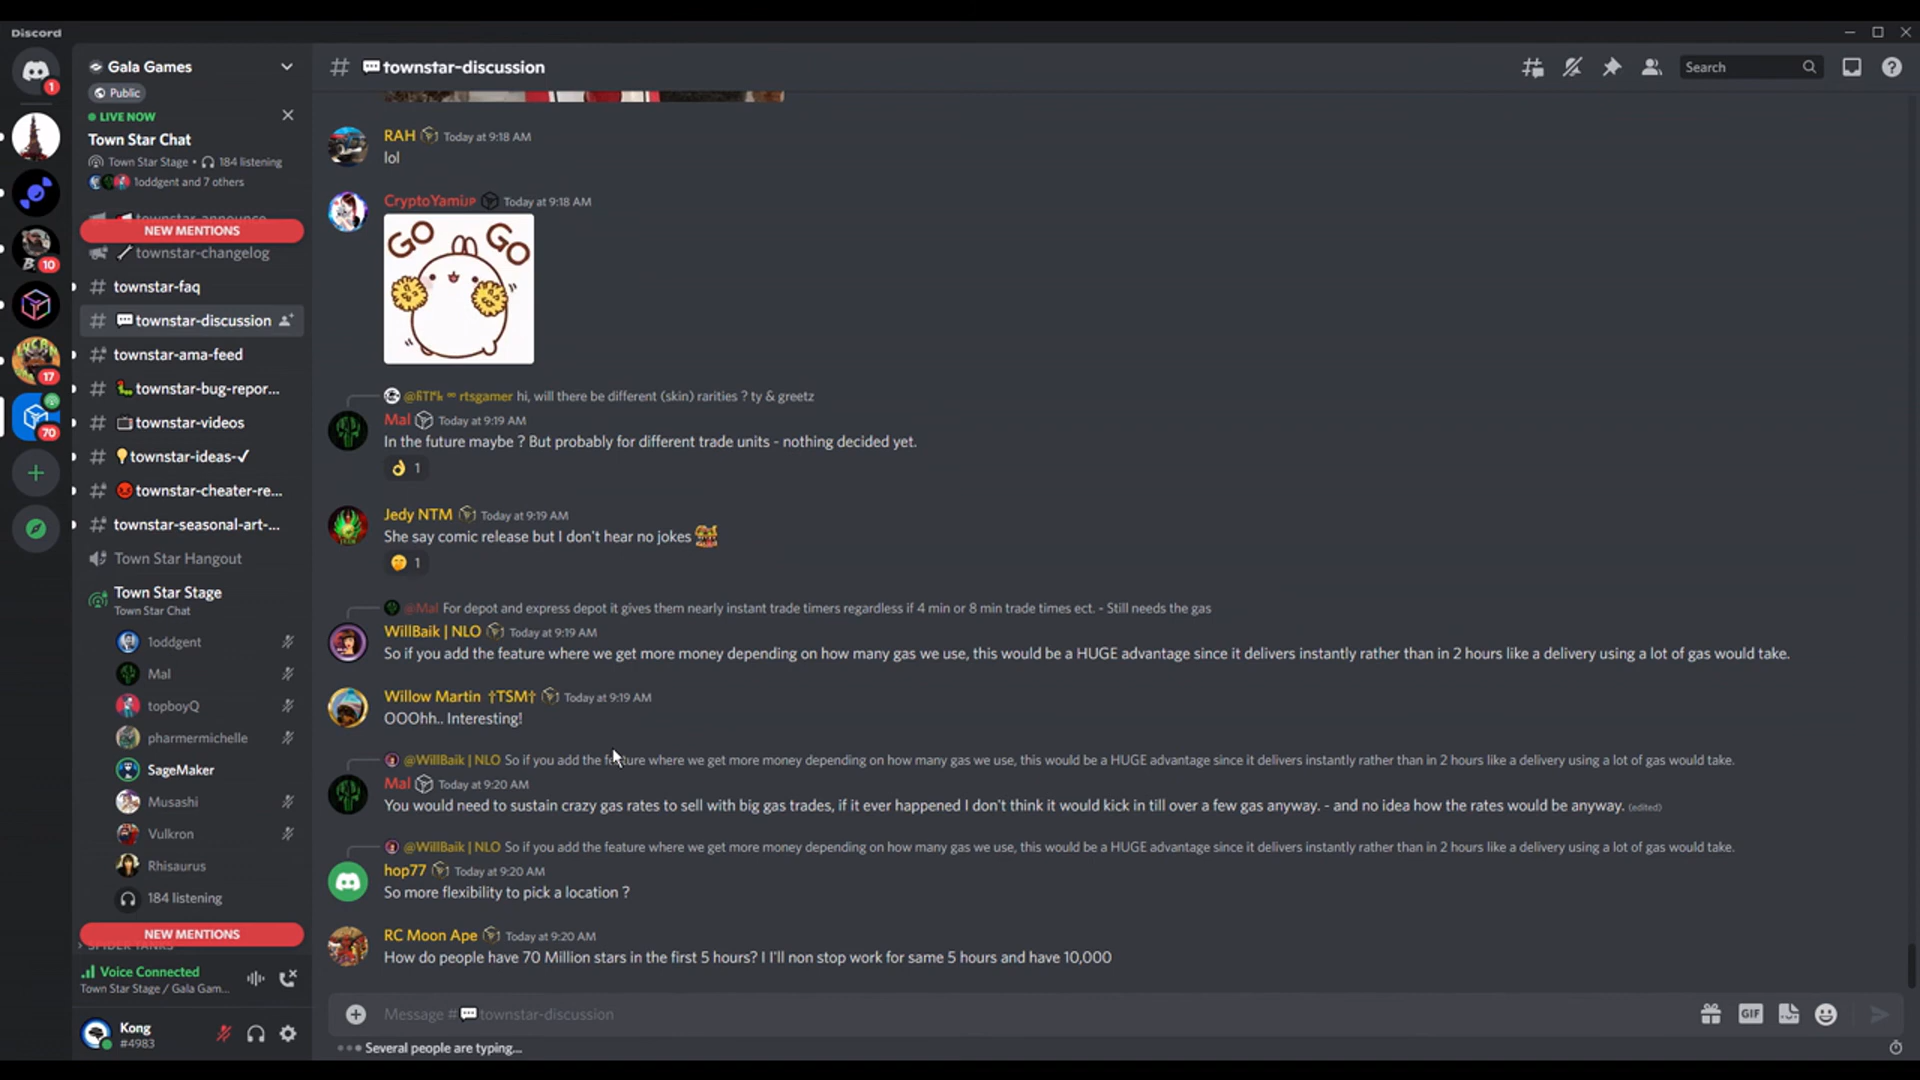 Discord
1
10
17
70
Gala Games
Public
LIVE NOW
Town Star Chat
Town Star Stage • 184 listening
1oddgent and 7 others
NEW MENTIONS
townstar-changelog
townstar-faq
townstar-discussion
townstar-ama-feed
townstar-bug-repor...
townstar-videos
townstar-ideas-✓
townstar-cheater-re...
townstar-seasonal-art-...
Town Star Hangout
Town Star Stage
Town Star Chat
1oddgent
Mal
topboyQ
pharmermichelle
SageMaker
Musashi
Vulkron
Rhisaurus
184 listening
NEW MENTIONS
Voice Connected
Town Star Stage / Gala Gam...
Kong
#4983
# townstar-discussion
Search
RAH Today at 9:18 AM
lol
CryptoYamiJP Today at 9:18 AM
GO GO
rtsgamer hi, will there be different (skin) rarities ? ty & greetz
Mal Today at 9:19 AM
In the future maybe ? But probably for different trade units - nothing decided yet.
1
Jedy NTM Today at 9:19 AM
She say comic release but I don't hear no jokes
1
@Mal For depot and express depot it gives them nearly instant trade timers regardless if 4 min or 8 min trade times ect. - Still needs the gas
WillBaik | NLO Today at 9:19 AM
So if you add the feature where we get more money depending on how many gas we use, this would be a HUGE advantage since it delivers instantly rather than in 2 hours like a delivery using a lot of gas would take.
Willow Martin †TSM† Today at 9:19 AM
OOOhh.. Interesting!
@WillBaik | NLO So if you add the feature where we get more money depending on how many gas we use, this would be a HUGE advantage since it delivers instantly rather than in 2 hours like a delivery using a lot of gas would take.
Mal Today at 9:20 AM
You would need to sustain crazy gas rates to sell with big gas trades, if it ever happened I don't think it would kick in till over a few gas anyway. - and no idea how the rates would be anyway. (edited)
@WillBaik | NLO So if you add the feature where we get more money depending on how many gas we use, this would be a HUGE advantage since it delivers instantly rather than in 2 hours like a delivery using a lot of gas would take.
hop77 Today at 9:20 AM
So more flexibility to pick a location ?
RC Moon Ape Today at 9:20 AM
How do people have 70 Million stars in the first 5 hours? I I'll non stop work for same 5 hours and have 10,000
Message # townstar-discussion
GIF
Several people are typing...